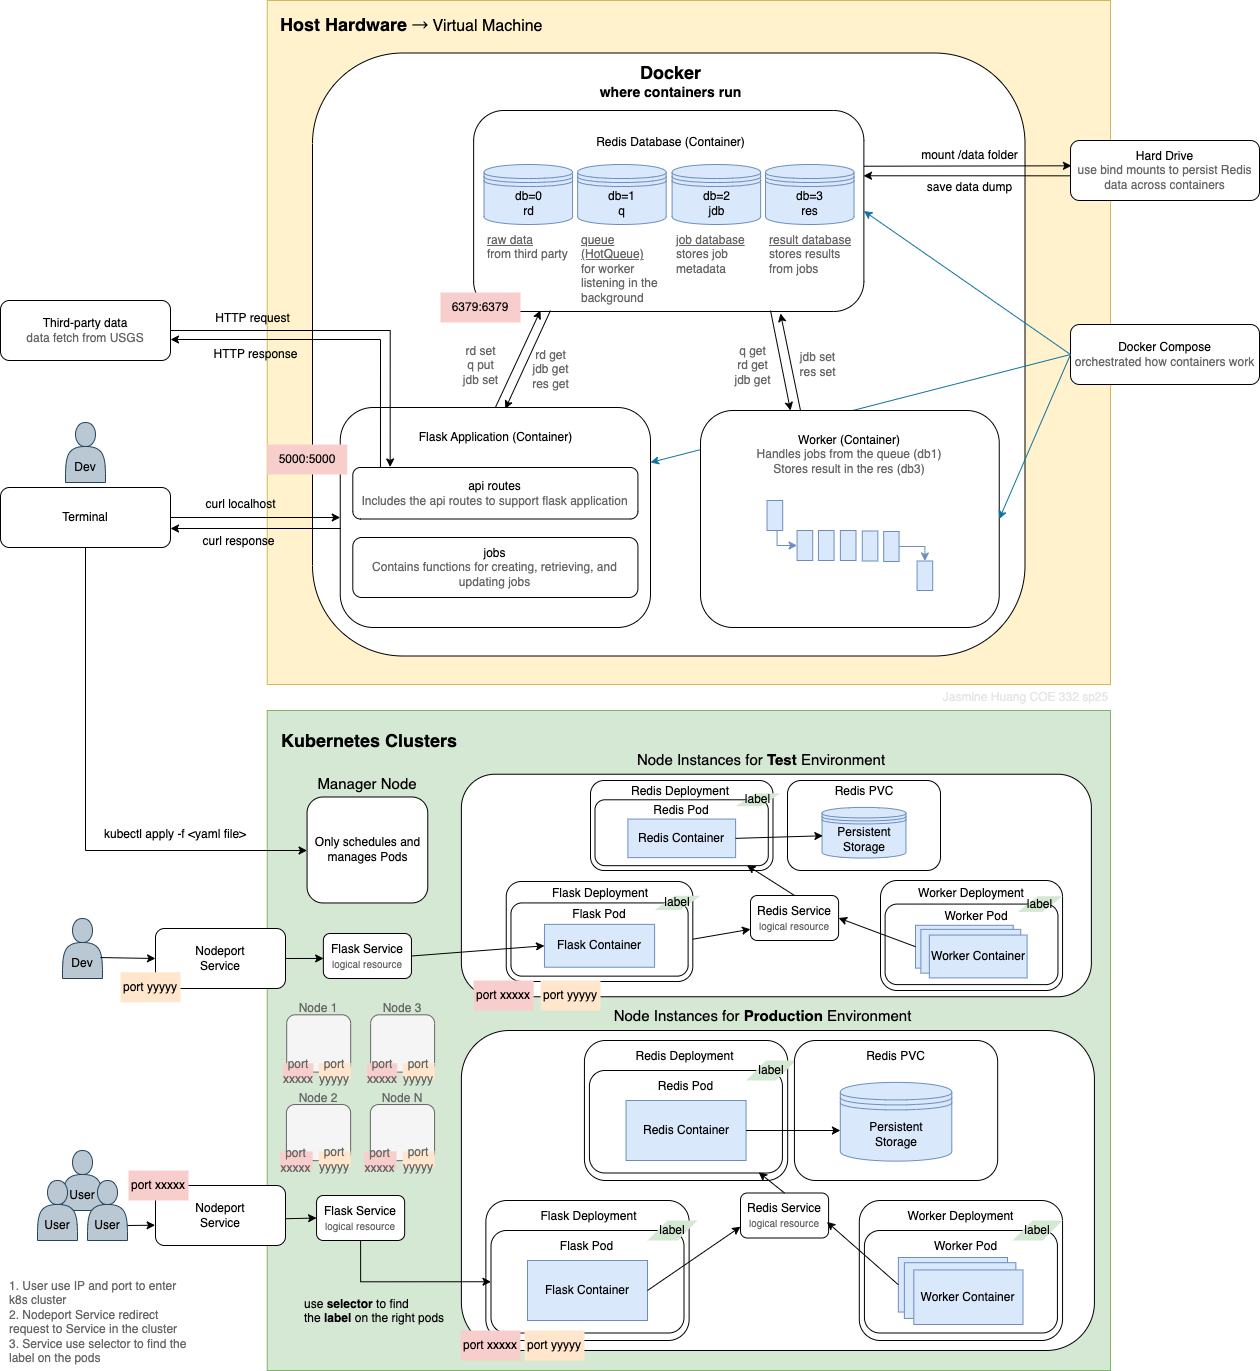 Host Hardware → Virtual Machine
Docker
where containers run
Redis Database (Container)
db=0
rd
db=1
q
db=2
jdb
db=3
res
raw data
from third party
queue
(HotQueue)
for worker
listening in the
background
job database
stores job
metadata
result database
stores results
from jobs
6379:6379
mount /data folder
save data dump
Hard Drive
use bind mounts to persist Redis
data across containers
Third-party data
data fetch from USGS
HTTP request
HTTP response
rd set
q put
jdb set
rd get
jdb get
res get
q get
rd get
jdb get
jdb set
res set
Docker Compose
orchestrated how containers work
Dev
Terminal
curl localhost
curl response
5000:5000
Flask Application (Container)
api routes
Includes the api routes to support flask application
jobs
Contains functions for creating, retrieving, and
updating jobs
Worker (Container)
Handles jobs from the queue (db1)
Stores result in the res (db3)
Jasmine Huang COE 332 sp25
Kubernetes Clusters
Manager Node
Only schedules and
manages Pods
kubectl apply -f <yaml file>
Node Instances for Test Environment
Redis Deployment
label
Redis Pod
Redis Container
Redis PVC
Persistent
Storage
Flask Deployment
label
Flask Pod
Flask Container
Redis Service
logical resource
Worker Deployment
label
Worker Pod
Worker Container
port xxxxx
port yyyyy
Dev
Nodeport
Service
port yyyyy
Flask Service
logical resource
Node 1
port
xxxxx
port
yyyyy
Node 3
port
xxxxx
port
yyyyy
Node 2
port
xxxxx
port
yyyyy
Node N
port
xxxxx
port
yyyyy
Node Instances for Production Environment
Redis Deployment
label
Redis Pod
Redis Container
Redis PVC
Persistent
Storage
Flask Deployment
label
Flask Pod
Flask Container
Redis Service
logical resource
Worker Deployment
label
Worker Pod
Worker Container
port xxxxx
port yyyyy
User
User
User
port xxxxx
Nodeport
Service
Flask Service
logical resource
use selector to find
the label on the right pods
1. User use IP and port to enter
k8s cluster
2. Nodeport Service redirect
request to Service in the cluster
3. Service use selector to find the
label on the pods